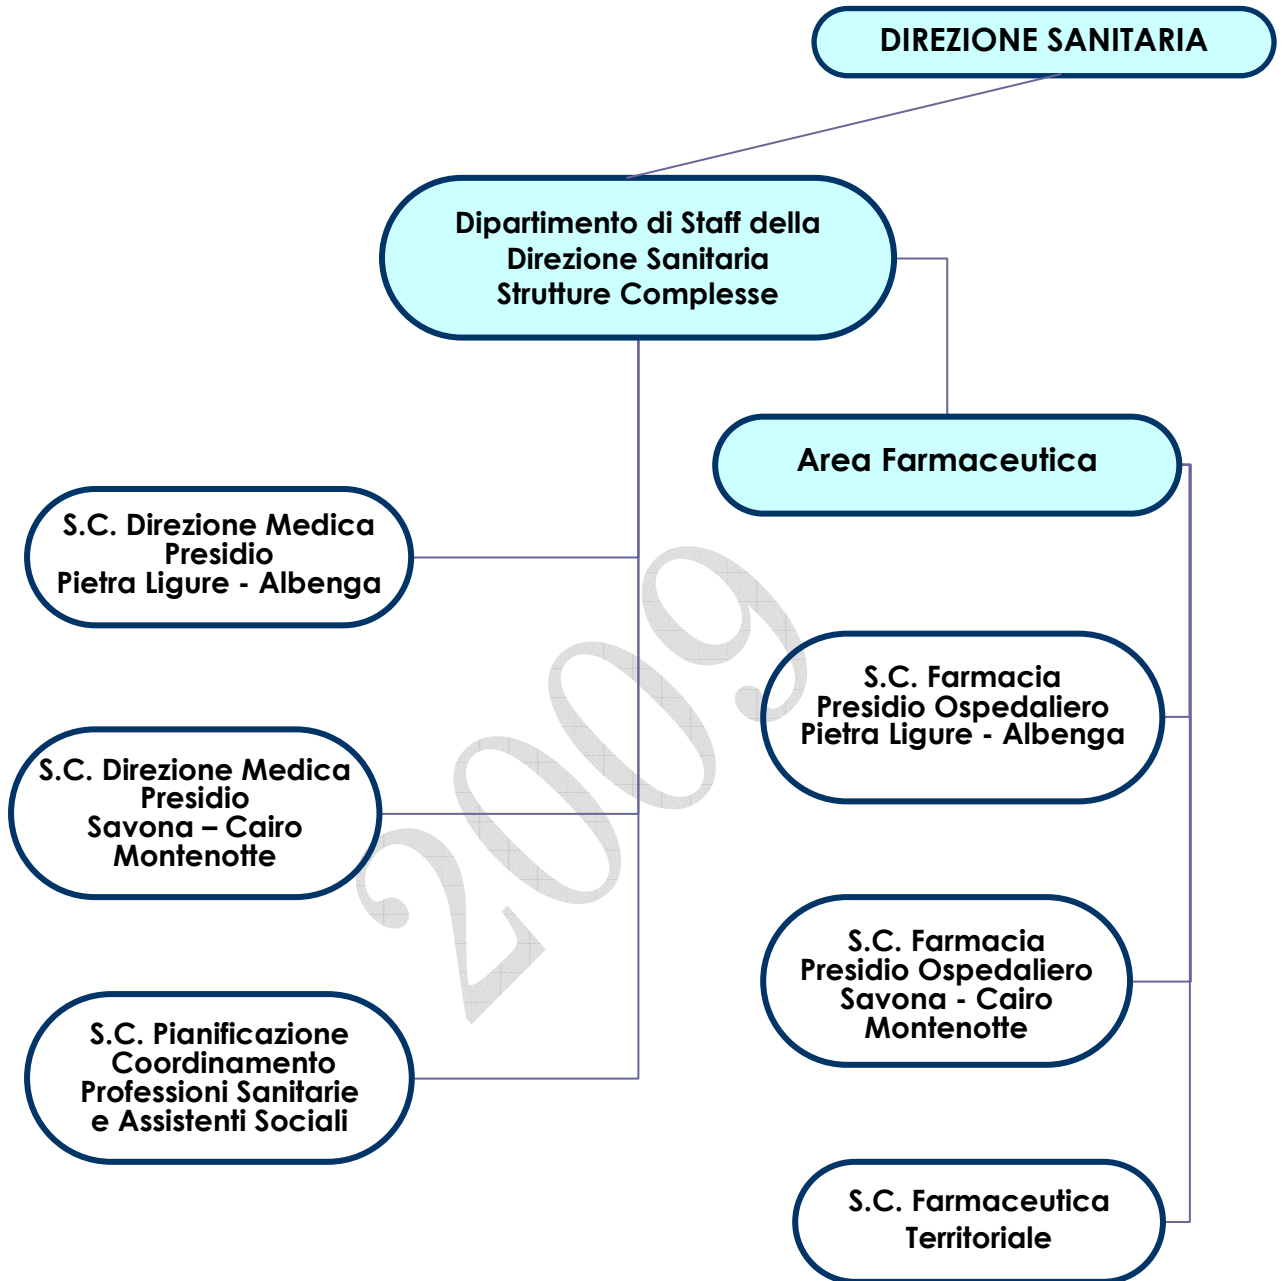 DIREZIONE SANITARIA
Dipartimento di Staff della
Direzione Sanitaria
Strutture Complesse
Area Farmaceutica
S.C. Direzione Medica
Presidio
Pietra Ligure - Albenga
S.C. Farmacia
Presidio Ospedaliero
Pietra Ligure - Albenga
S.C. Direzione Medica
Presidio
Savona – Cairo
Montenotte
2009
S.C. Farmacia
Presidio Ospedaliero
Savona - Cairo
Montenotte
S.C. Pianificazione
Coordinamento
Professioni Sanitarie
e Assistenti Sociali
S.C. Farmaceutica
Territoriale